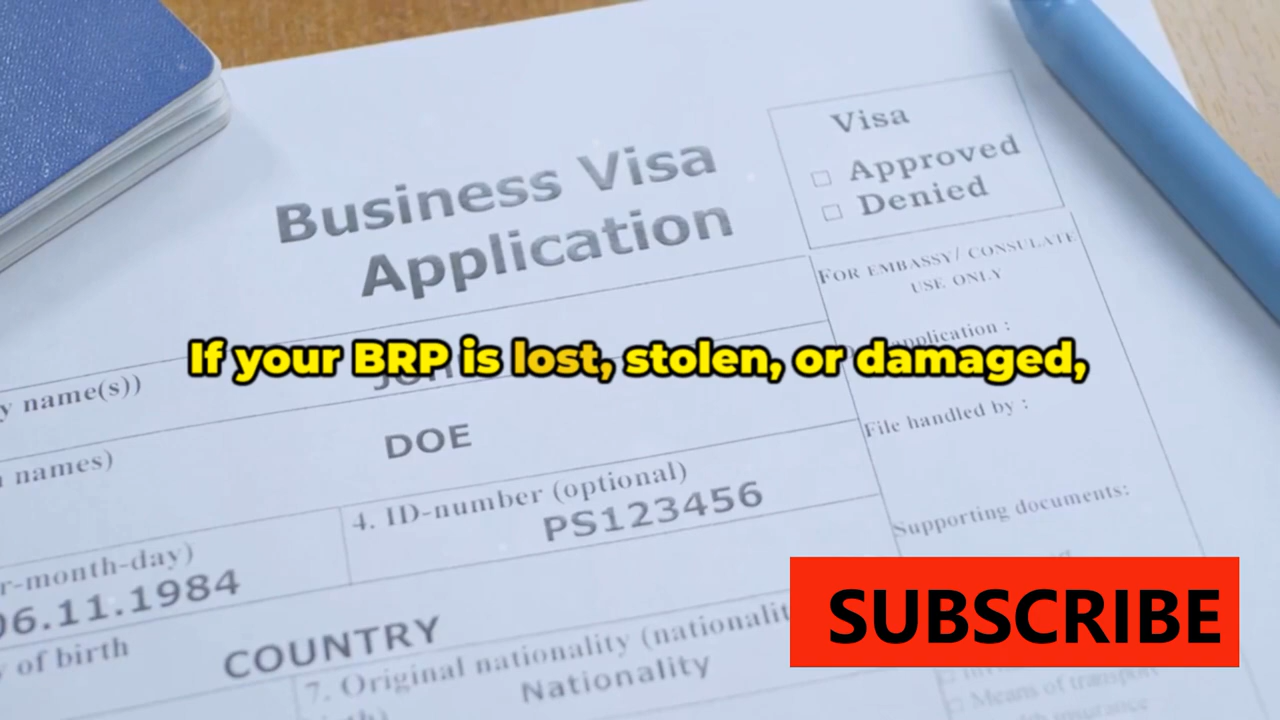 Business Visa
Application
Visa
Approved
Denied
FOR EMBASSY/ CONSULATE
USE ONLY
application :
If your BRP is lost, stolen, or damaged,
y name(s))
DOE
File handled by :
names)
4. ID-number (optional)
PS123456
Supporting documents:
r-month-day)
06.11.1984
SUBSCRIBE
y of birth
COUNTRY
7. Original nationality (nationalit
Nationality
Means of transport
insurance